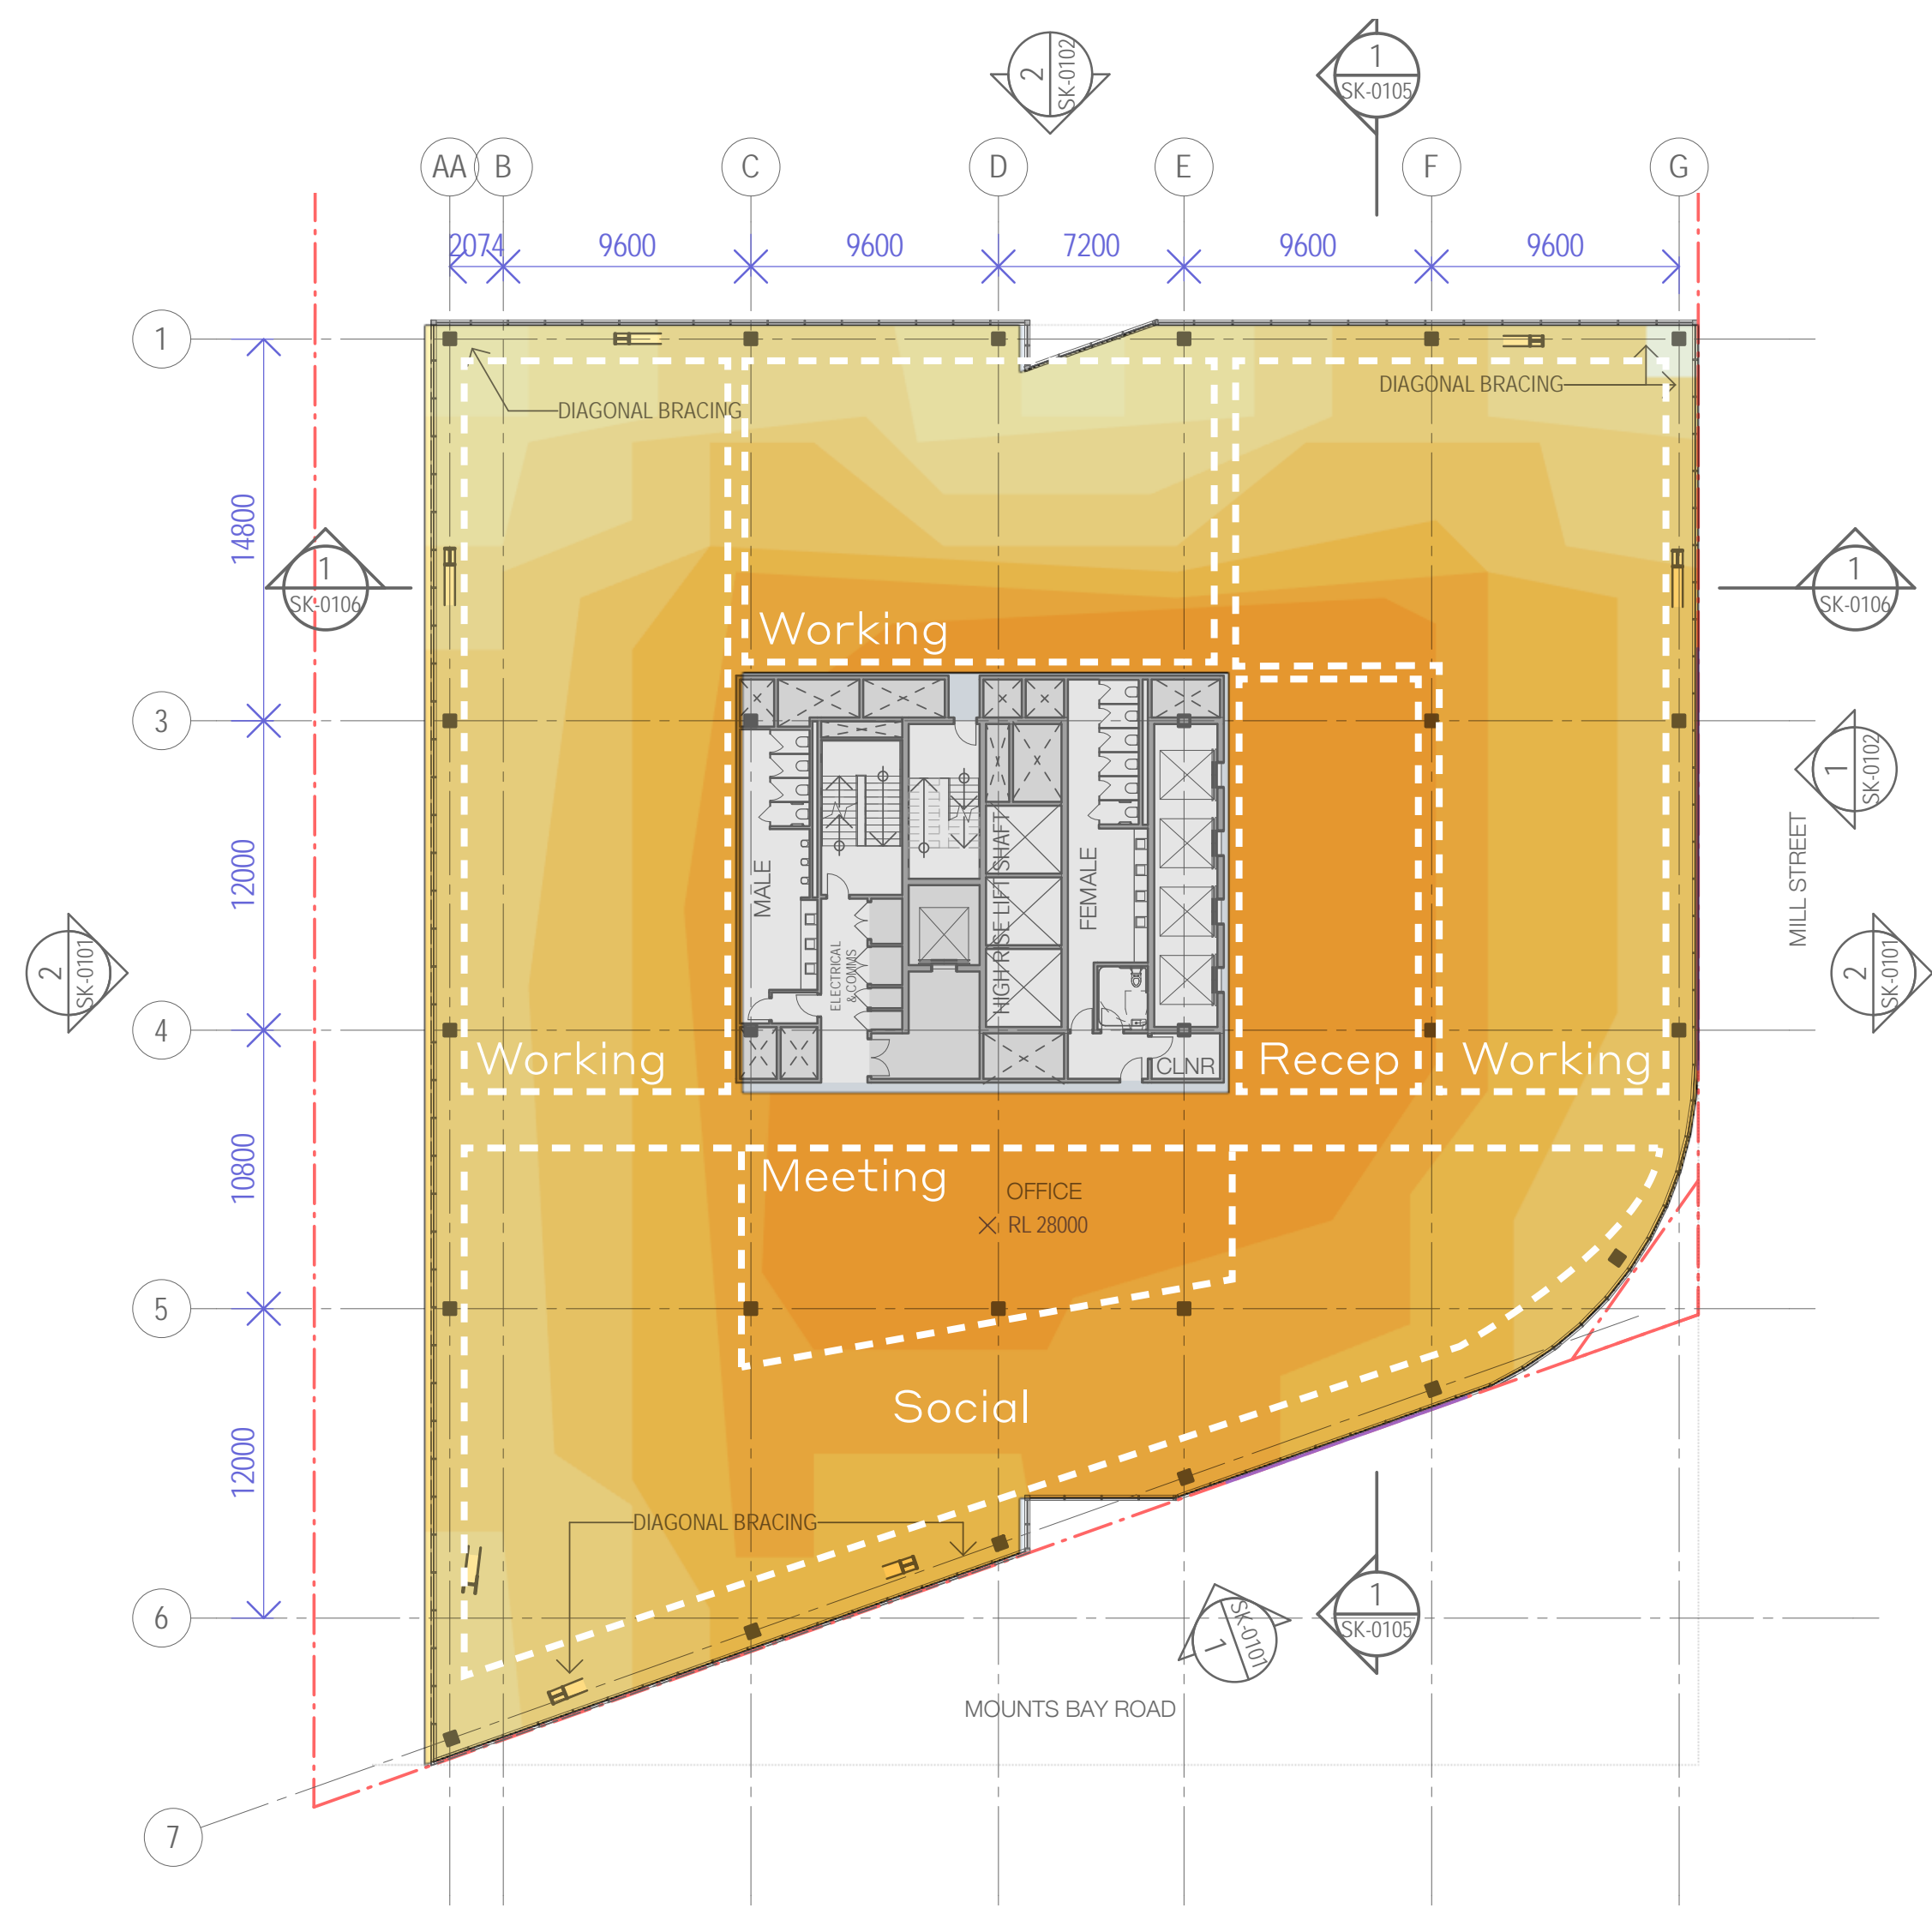 2
SK-0102
1
SK-0105
AA
B
C
D
E
F
G
2074
9600
9600
7200
9600
9600
1
DIAGONAL BRACING
DIAGONAL BRACING
14800
1
SK-0106
1
SK-0106
Working
3
1
SK-0102
MALE
HIGH RISE LIFT SHAFT
FEMALE
MILL STREET
12000
2
SK-0101
ELECTRICAL
&COMMS
2
SK-0101
4
Working
CLNR
Recep
Working
10800
Meeting
OFFICE
RL 28000
5
Social
12000
DIAGONAL BRACING
6
SK-0101
1
1
SK-0105
MOUNTS BAY ROAD
7